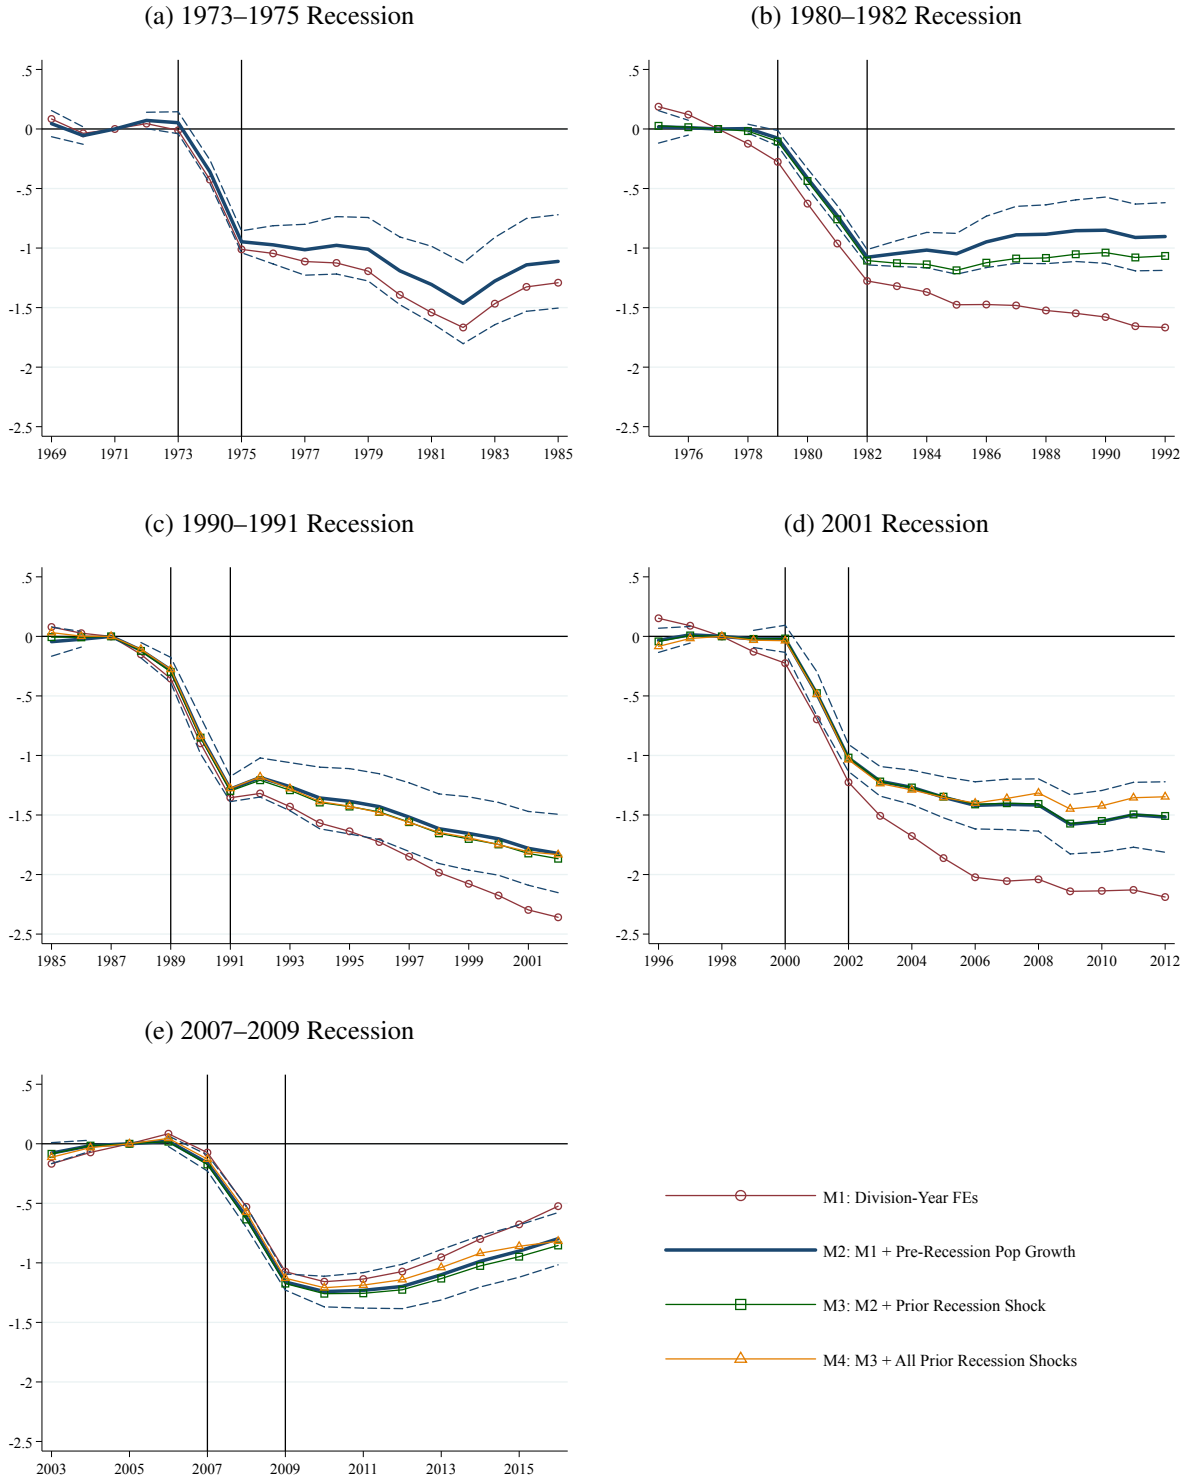 (a) 1973–1975 Recession
.5
0
-.5
-1
-1.5
-2
-2.5
1969 1971 1973 1975 1977 1979 1981 1983 1985
(b) 1980–1982 Recession
.5
0
-.5
-1
-1.5
-2
-2.5
1976 1978 1980 1982 1984 1986 1988 1990 1992
(c) 1990–1991 Recession
.5
0
-.5
-1
-1.5
-2
-2.5
1985 1987 1989 1991 1993 1995 1997 1999 2001
(d) 2001 Recession
.5
0
-.5
-1
-1.5
-2
-2.5
1996 1998 2000 2002 2004 2006 2008 2010 2012
(e) 2007–2009 Recession
.5
0
-.5
-1
-1.5
-2
-2.5
2003 2005 2007 2009 2011 2013 2015
M1: Division-Year FEs
M2: M1 + Pre-Recession Pop Growth
M3: M2 + Prior Recession Shock
M4: M3 + All Prior Recession Shocks